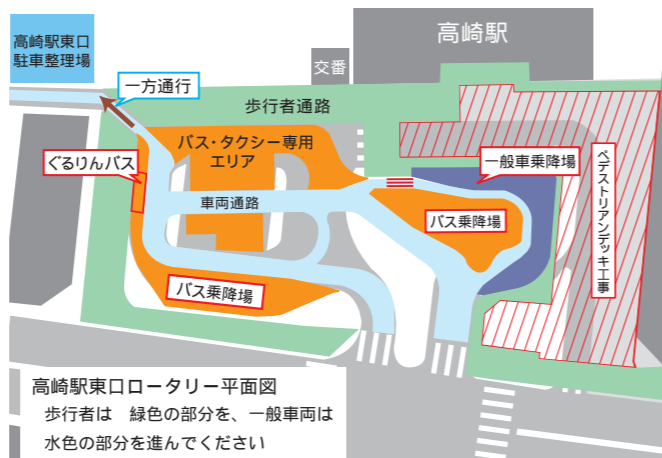 高崎駅東口
駐車整理場
高崎駅
交番
一方通行
歩行者通路
バス・タクシー専用
エリア
ぐるりんバス
一般車乗降場
車両通路
バス乗降場
ペデストリアンデッキ工事
バス乗降場
高崎駅東口ロータリー平面図
歩行者は 緑色の部分を、一般車両は
水色の部分を進んでください